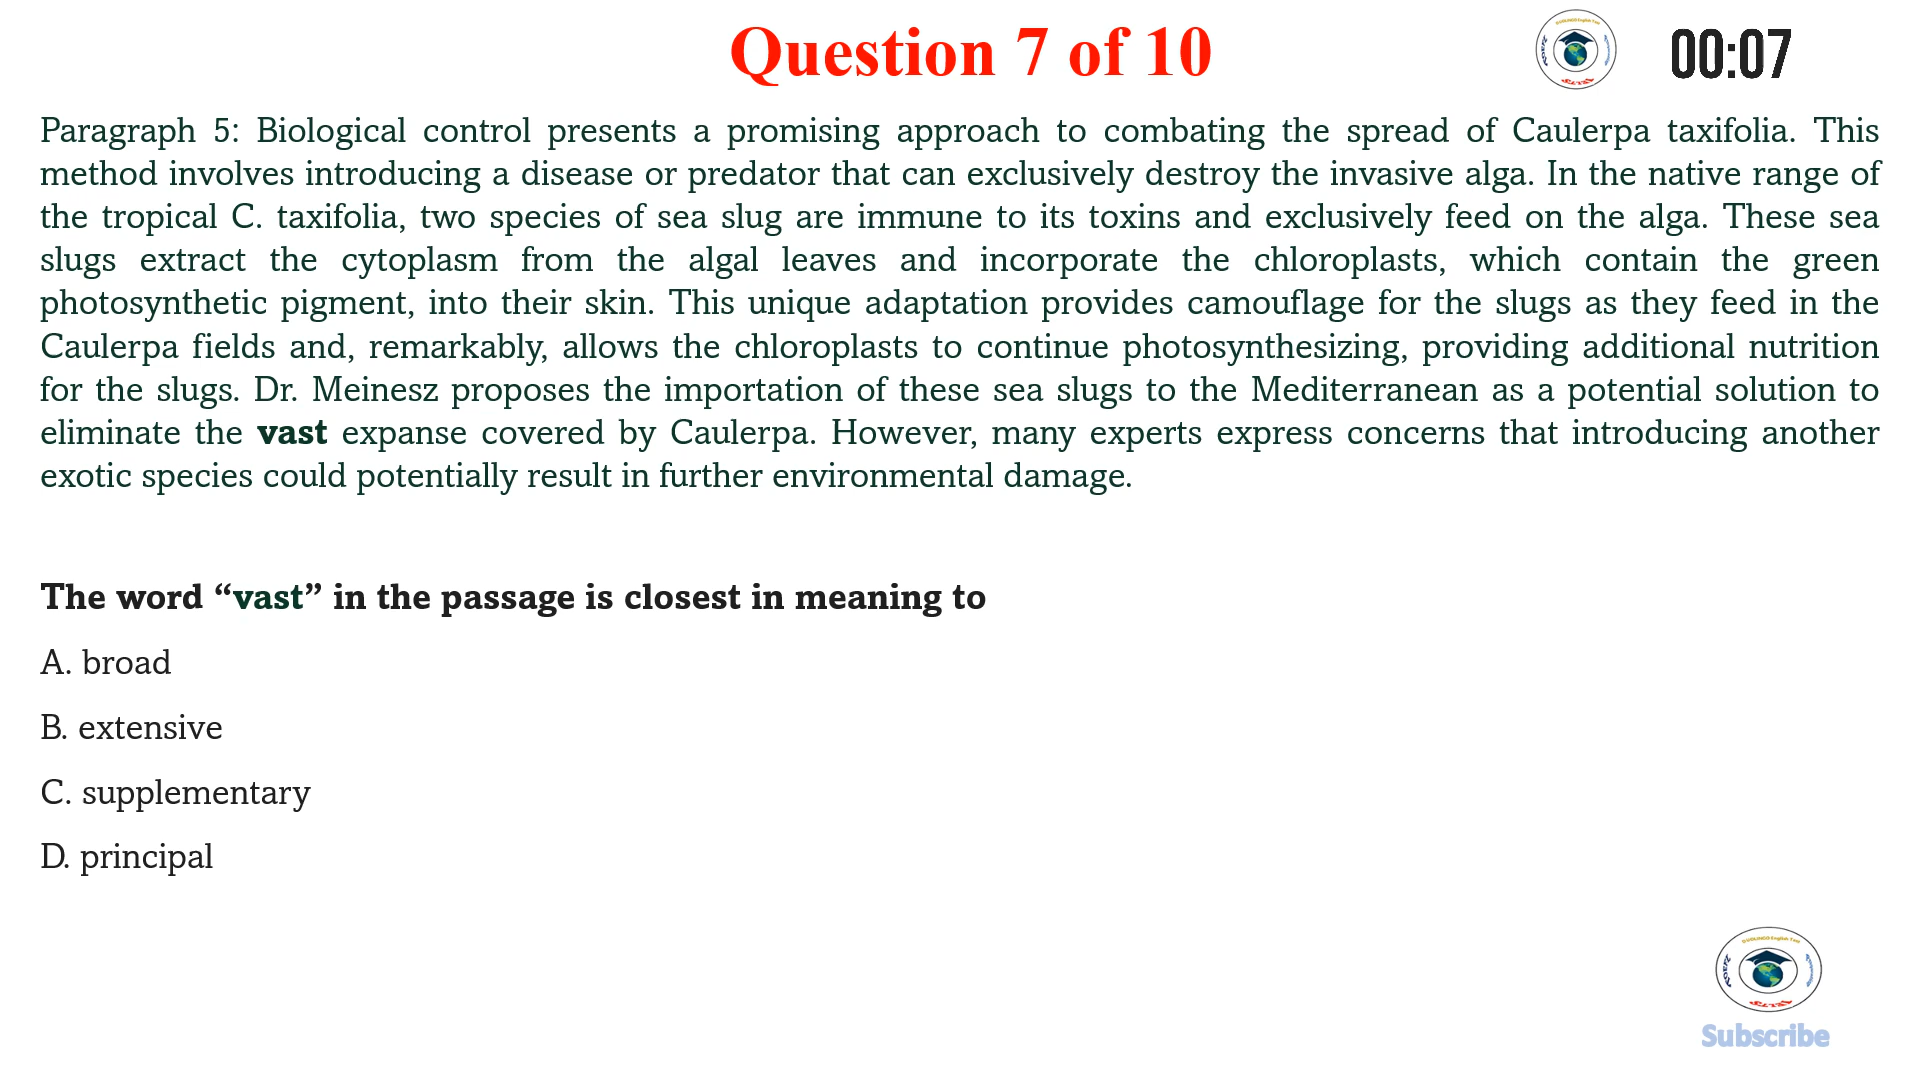 Question 7 of 10
00:07
Paragraph 5: Biological control presents a promising approach to combating the spread of Caulerpa taxifolia. This
method involves introducing a disease or predator that can exclusively destroy the invasive alga. In the native range of
the tropical C. taxifolia, two species of sea slug are immune to its toxins and exclusively feed on the alga. These sea
slugs extract the cytoplasm from the algal leaves and incorporate the chloroplasts, which contain the green
photosynthetic pigment, into their skin. This unique adaptation provides camouflage for the slugs as they feed in the
Caulerpa fields and, remarkably, allows the chloroplasts to continue photosynthesizing, providing additional nutrition
for the slugs. Dr. Meinesz proposes the importation of these sea slugs to the Mediterranean as a potential solution to
eliminate the vast expanse covered by Caulerpa. However, many experts express concerns that introducing another
exotic species could potentially result in further environmental damage.
The word “vast” in the passage is closest in meaning to
A. broad
B. extensive
C. supplementary
D. principal
Subscribe